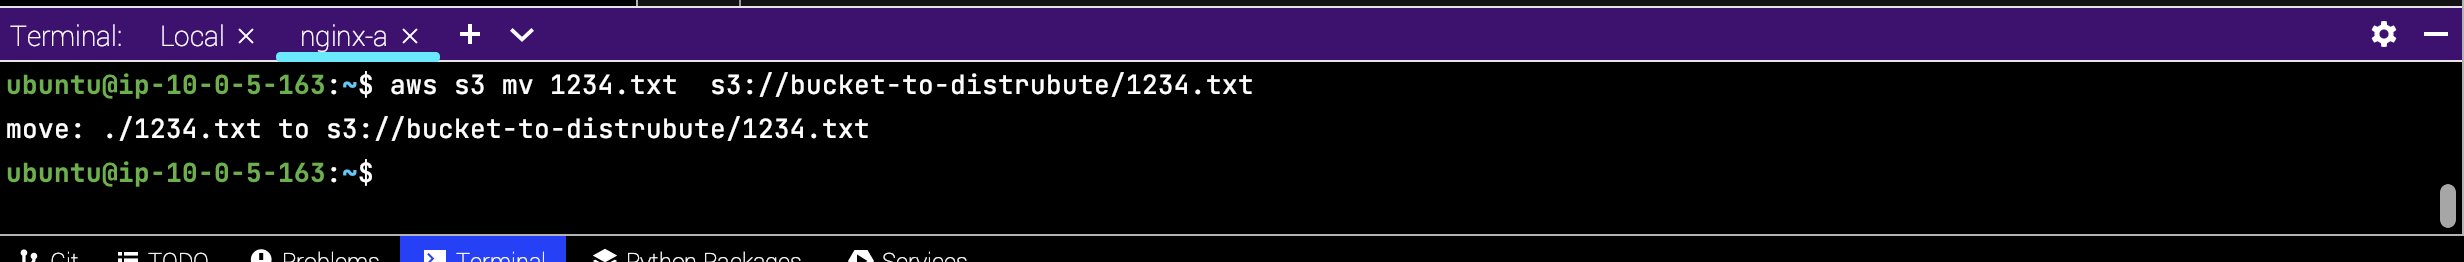 Terminal: Local × nginx-a × +
ubuntu@ip-10-0-5-163:~$ aws s3 mv 1234.txt  s3://bucket-to-distrubute/1234.txt
move: ./1234.txt to s3://bucket-to-distrubute/1234.txt
ubuntu@ip-10-0-5-163:~$
Git TODO Problems Terminal Python Packages Services